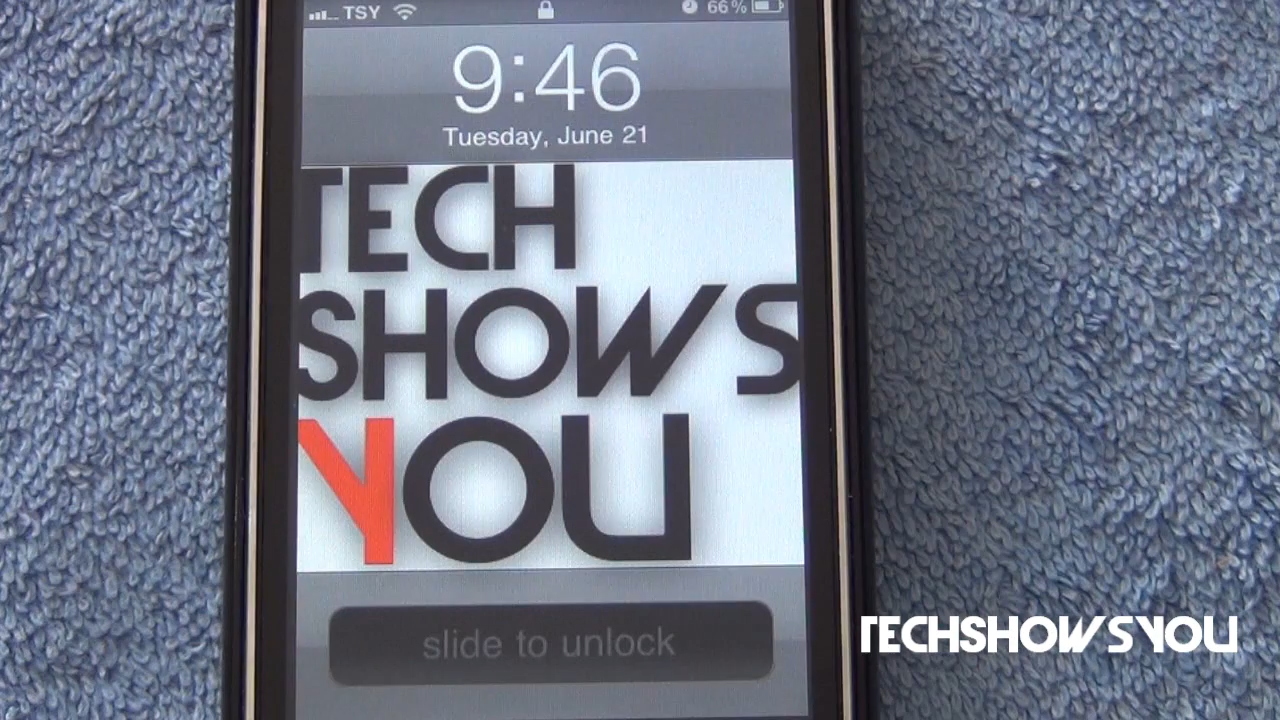 TSY 66%
9:46
Tuesday, June 21
TECH
SHOWS
YOU
slide to unlock
TECHSHOWSYOU